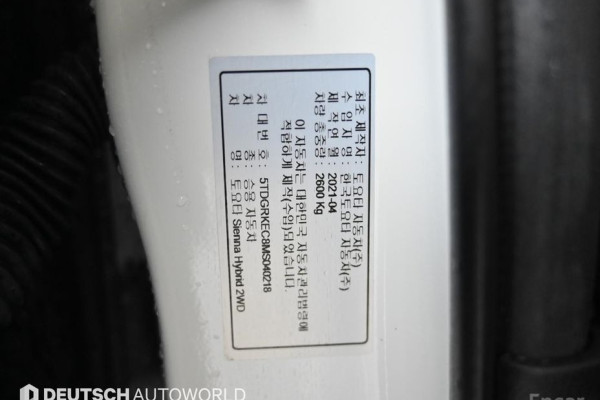 최초 제작자 : 토요타 자동차(주)
수 입 자 명 : 한국토요타 자동차(주)
제 작 연 월 : 2021-04
차량 총중량 : 2600 Kg
이 자동차는 대한민국 자동차관리법령에
적합하게 제작(수입)되었습니다.
차 대 번 호 : 5TDGRKEC8MS040218
차 종 : 승용 자동차
차 명 : 토요타 Sienna Hybrid 2WD
DEUTSCH AUTOWORLD
Encar